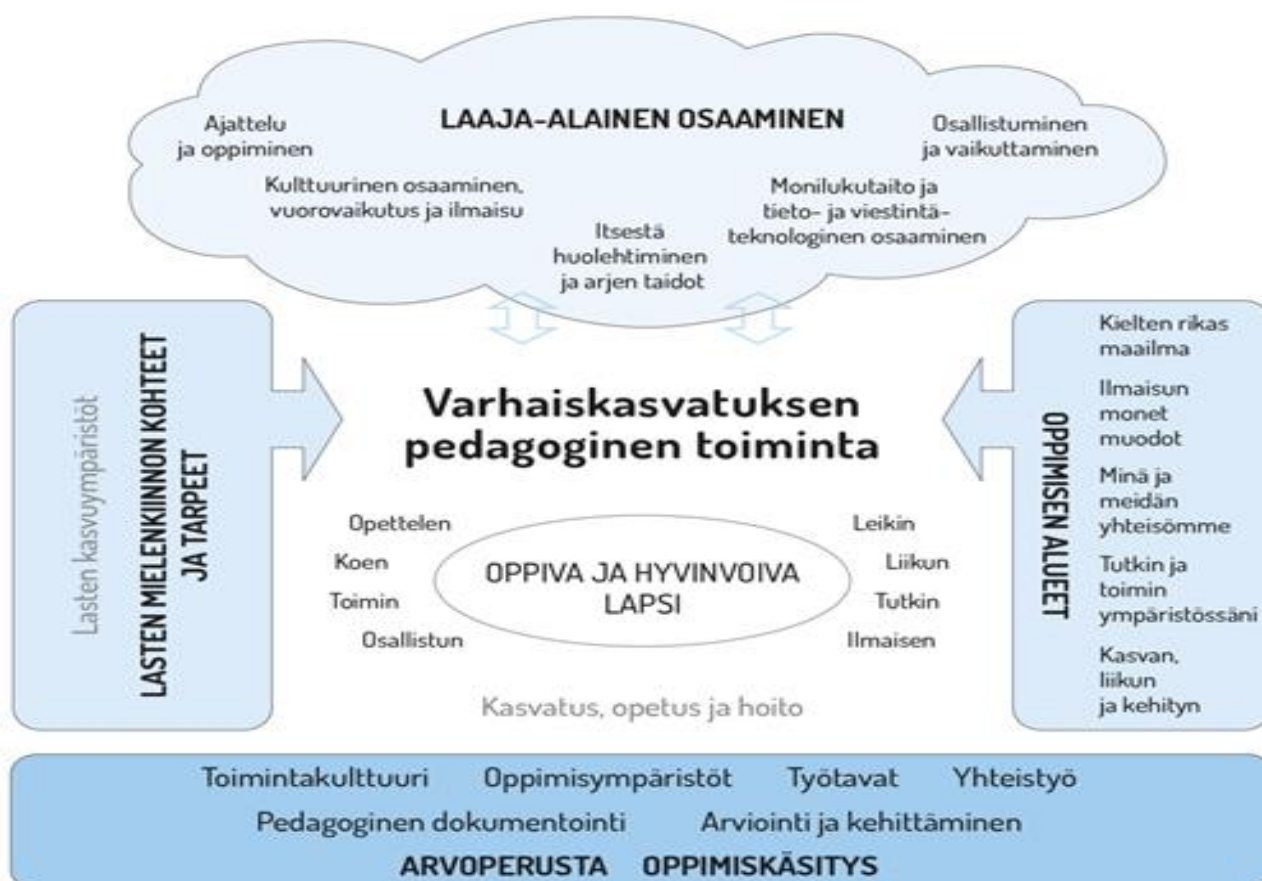 LAAJA-ALAINEN OSAAMINEN
Ajattelu
ja oppiminen
Kulttuurinen osaaminen,
vuorovaikutus ja ilmaisu
Itsestä
huolehtiminen
ja arjen taidot
Monilukutaito ja
tieto- ja viestintä-
teknologinen osaaminen
Osallistuminen
ja vaikuttaminen
Lasten kasvuympäristöt
LASTEN MIELENKIINNON KOHTEET
JA TARPEET
Varhaiskasvatuksen
pedagoginen toiminta
Opettelen
Koen
Toimin
Osallistun
OPPIVA JA HYVINVOIVA
LAPSI
Leikin
Liikun
Tutkin
Ilmaisen
Kasvatus, opetus ja hoito
OPPIMISEN ALUEET
Kielten rikas
maailma
Ilmaisun
monet
muodot
Minä ja
meidän
yhteisömme
Tutkin ja
toimin
ympäristössäni
Kasvan,
liikun
ja kehityn
Toimintakulttuuri Oppimisympäristöt Työtavat Yhteistyö
Pedagoginen dokumentointi Arviointi ja kehittäminen
ARVOPERUSTA OPPIMISKÄSITYS